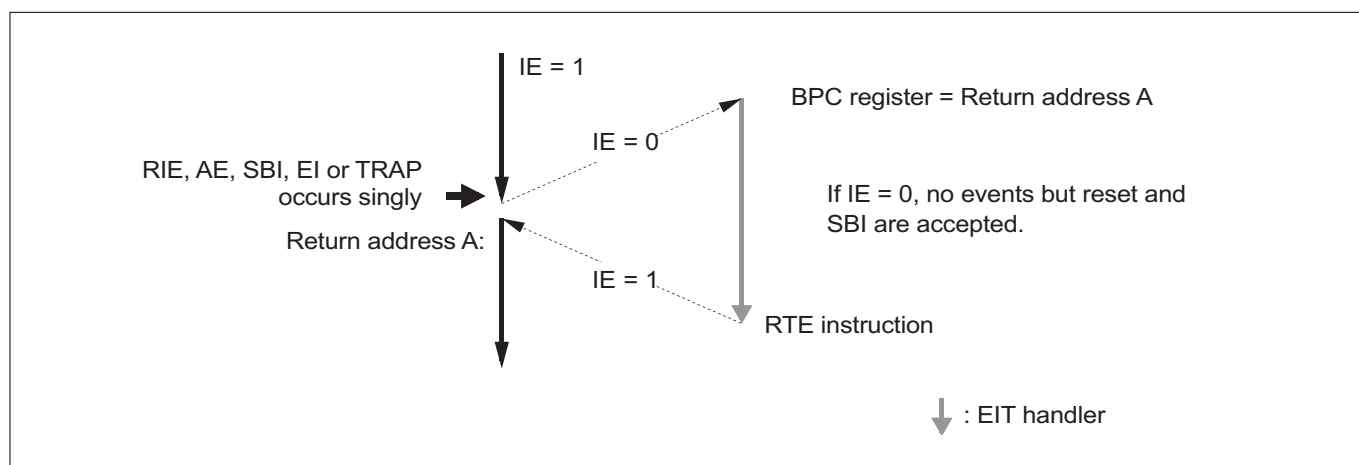 IE = 1
BPC register = Return address A
IE = 0
RIE, AE, SBI, EI or TRAP
occurs singly
If IE = 0, no events but reset and
SBI are accepted.
Return address A:
IE = 1
RTE instruction
: EIT handler